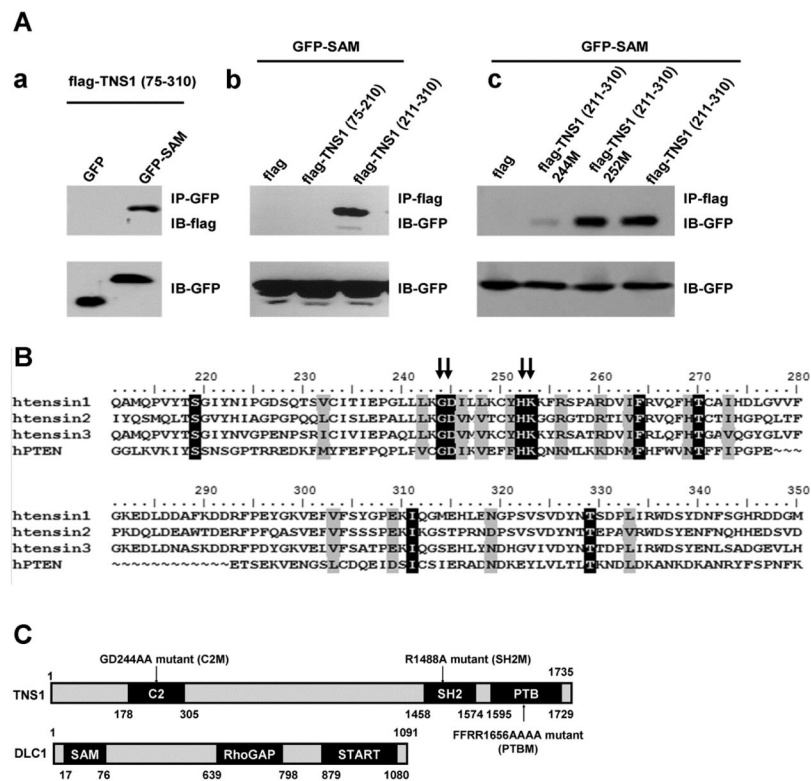 A
GFP-SAM
GFP-SAM
a
flag-TNS1 (75-310)
b
c
GFP
GFP-SAM
flag
flag-TNS1 (75-210)
flag-TNS1 (211-310)
flag
flag-TNS1 (211-310) 244M
flag-TNS1 (211-310) 252M
flag-TNS1 (211-310)
IP-GFP
IB-flag
IP-flag
IB-GFP
IP-flag
IB-GFP
IB-GFP
IB-GFP
IB-GFP
B
220 230 240 250 260 270 280
htensin1 QAMQPVYTSGIYNIPGDSQTSVCITIEPGLLLKGDILLKCYHKKFRSPARDVIFRVQFHTCAIHDLGVVF
htensin2 IYQSMQLTSGVYHIAGPGPQQLCISLEPALLLKGDVMVTCYHKGGRGTDRTIVFRVQFHTCTIHGPQLTF
htensin3 QAMQPVYTSGIYNVGPENPSRICIVIEPAQLLKGDVMVKCYHKKYRSATRDVIFRLQFHTGAVQGYGLVF
hPTEN GGLKVKIYSSNSGPTRREDKFMYFEFPQPLPVCGDIKVEFFHKQNKMLKKDKMFHFWVNTFFIPGPE~~~
290 300 310 320 330 340 350
htensin1 GKEDLDDAFKDDRFPEYGKVEFVFSYGPEKIQGMEHLENGPSVSVDYNTSDPLIRWDSYDNFSGHRDDGM
htensin2 PKDQLDEAWTDERFPFQASVEFVFSSSPEKIKGSTPRNDPSVSVDYNTTEPAVRWDSYENFNQHHEDSVD
htensin3 GKEDLDNASKDDRFPDYGKVELVFSATPEKIQGSEHLYNDHGVIVDYNTTDPLIRWDSYENLSADGEVLH
hPTEN ~~~~~~~~~~~~ETSEKVENGSLCDQEIDSICSIERADNDKEYLVLTLTKNDLDKANKDKANRYFSPNFK
C
GD244AA mutant (C2M)
R1488A mutant (SH2M)
1
1735
TNS1
C2
SH2
PTB
178 305 1458 1574 1595 1729
1
1091
FFRR1656AAAA mutant
(PTBM)
DLC1
SAM
RhoGAP
START
17 76 639 798 879 1080